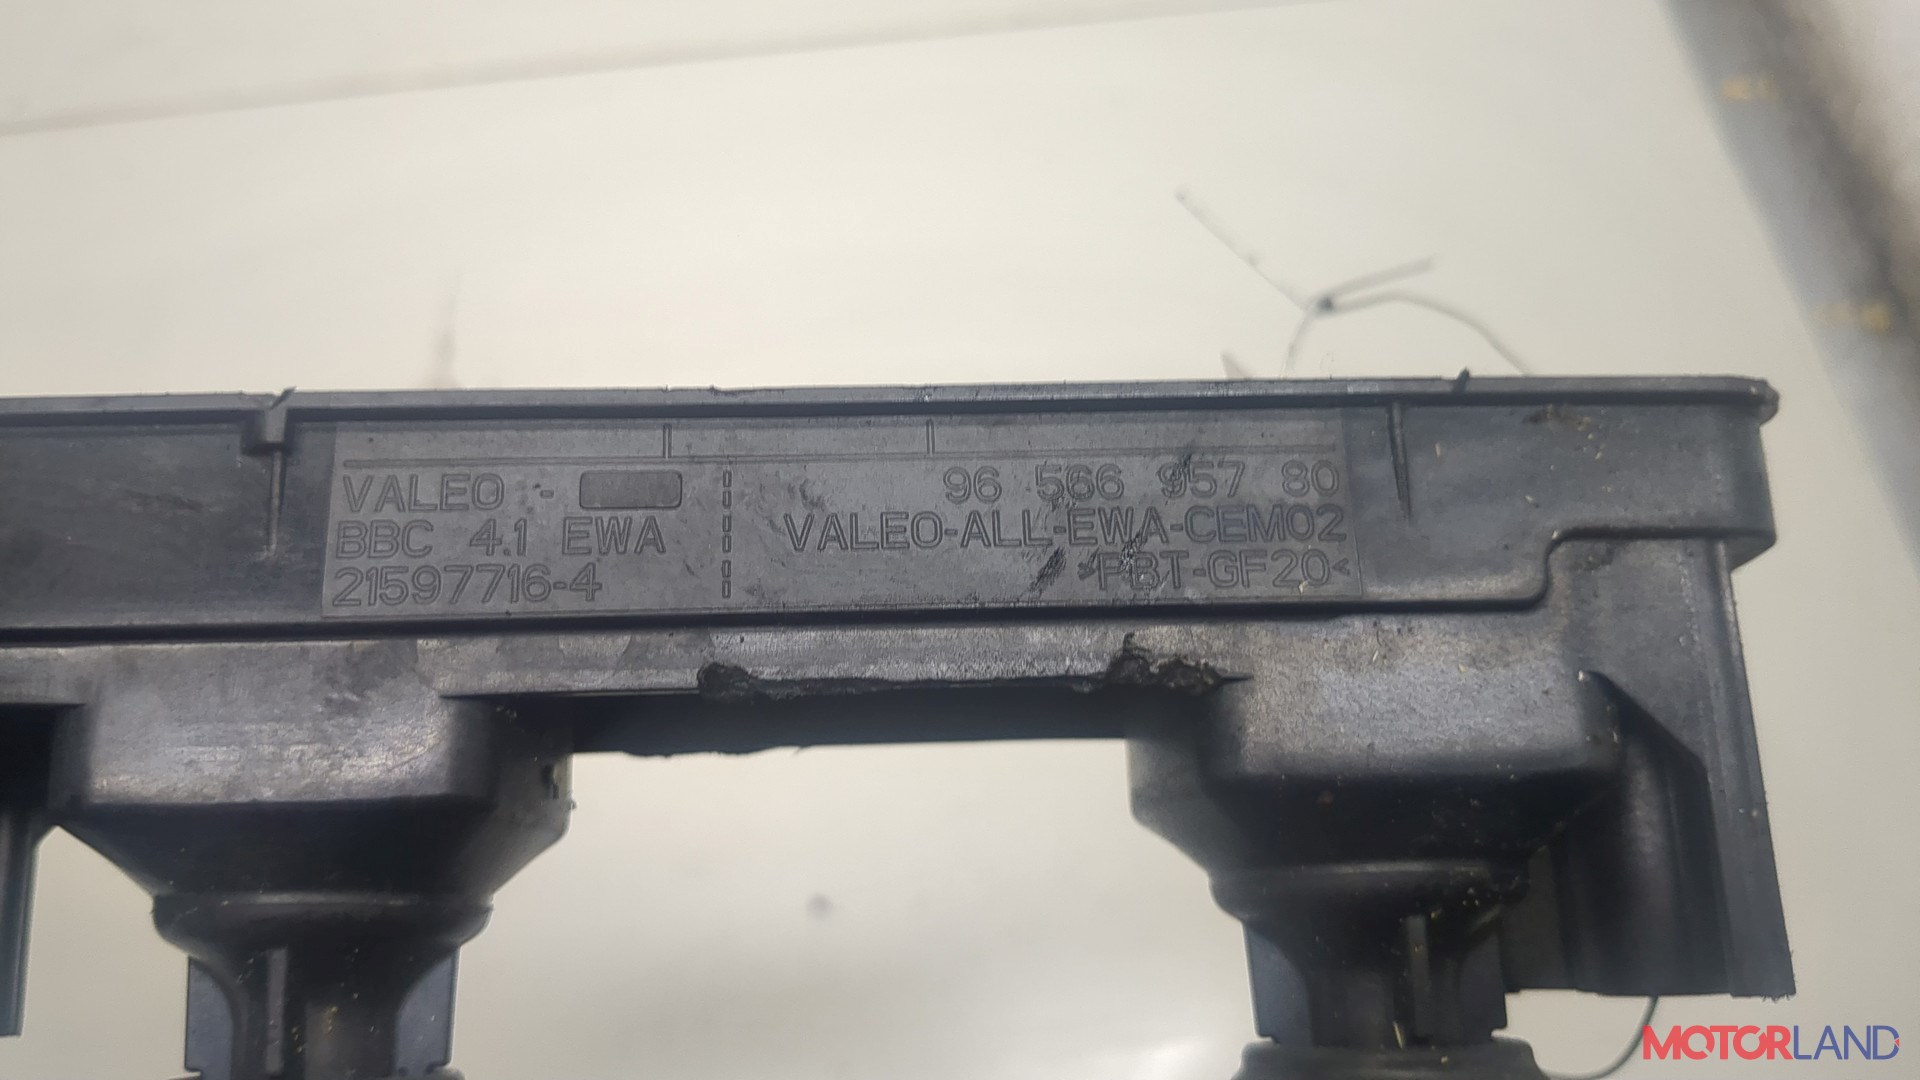 VALEO -
BBC 4.1 EWA
21597716-4
96 566 957 80
VALEO-ALL-EWA-CEM02
>PBT-GF20<
MOTORLAND